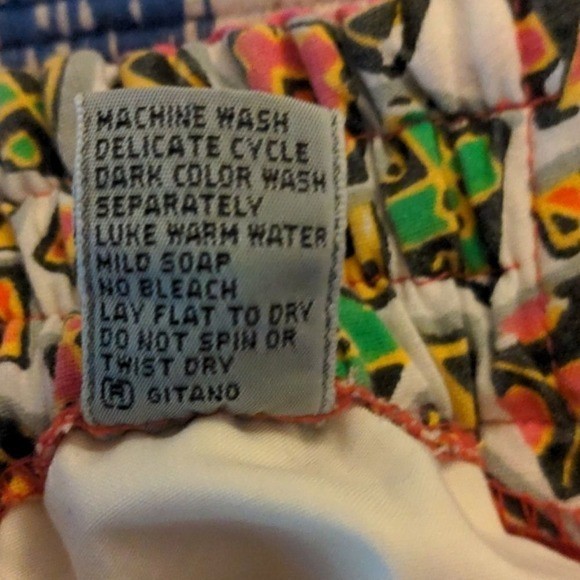 MACHINE WASH
DELICATE CYCLE
DARK COLOR WASH
SEPARATELY
LUKE WARM WATER
MILD SOAP
NO BLEACH
LAY FLAT TO DRY
DO NOT SPIN OR
TWIST DRY
GITANO